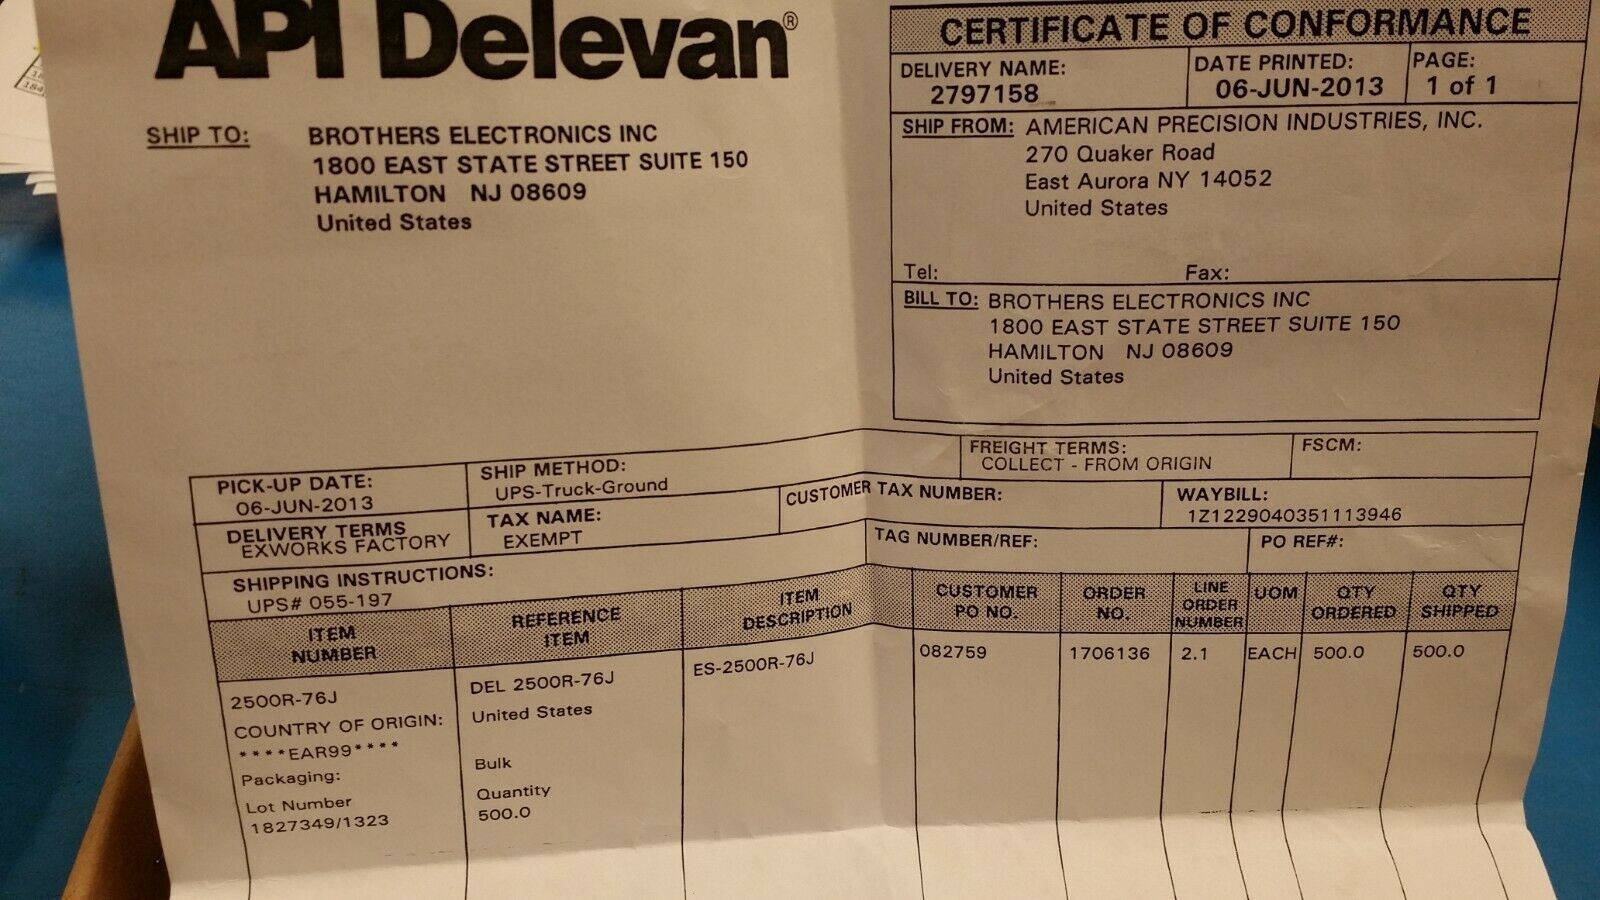 API Delevan®
CERTIFICATE OF CONFORMANCE
DELIVERY NAME:
2797158
DATE PRINTED:
06-JUN-2013
PAGE:
1 of 1
SHIP TO: BROTHERS ELECTRONICS INC
1800 EAST STATE STREET SUITE 150
HAMILTON NJ 08609
United States
SHIP FROM: AMERICAN PRECISION INDUSTRIES, INC.
270 Quaker Road
East Aurora NY 14052
United States
Tel: Fax:
BILL TO: BROTHERS ELECTRONICS INC
1800 EAST STATE STREET SUITE 150
HAMILTON NJ 08609
United States
PICK-UP DATE:
06-JUN-2013
SHIP METHOD:
UPS-Truck-Ground
FREIGHT TERMS:
COLLECT - FROM ORIGIN
FSCM:
DELIVERY TERMS
EXWORKS FACTORY
TAX NAME:
EXEMPT
CUSTOMER TAX NUMBER:
WAYBILL:
1Z1229040351113946
SHIPPING INSTRUCTIONS:
UPS# 055-197
TAG NUMBER/REF:
PO REF#:
ITEM NUMBER
REFERENCE ITEM
ITEM DESCRIPTION
CUSTOMER PO NO.
ORDER NO.
LINE ORDER NUMBER
UOM
QTY ORDERED
QTY SHIPPED
2500R-76J DEL 2500R-76J ES-2500R-76J 082759 1706136 2.1 EACH 500.0 500.0
COUNTRY OF ORIGIN: United States
****EAR99****
Packaging: Bulk
Lot Number Quantity
1827349/1323 500.0